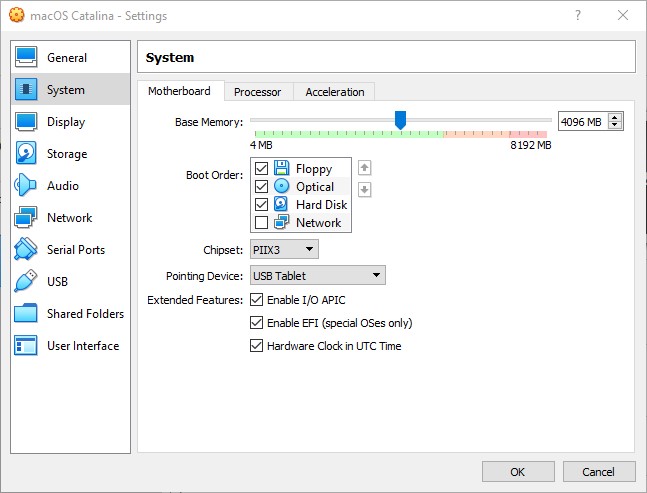 macOS Catalina - Settings
General
System
Display
Storage
Audio
Network
Serial Ports
USB
Shared Folders
User Interface
System
Motherboard Processor Acceleration
Base Memory: 4096 MB
4 MB 8192 MB
Boot Order: Floppy
Optical
Hard Disk
Network
Chipset: PIIX3
Pointing Device: USB Tablet
Extended Features: Enable I/O APIC
Enable EFI (special OSes only)
Hardware Clock in UTC Time
OK Cancel